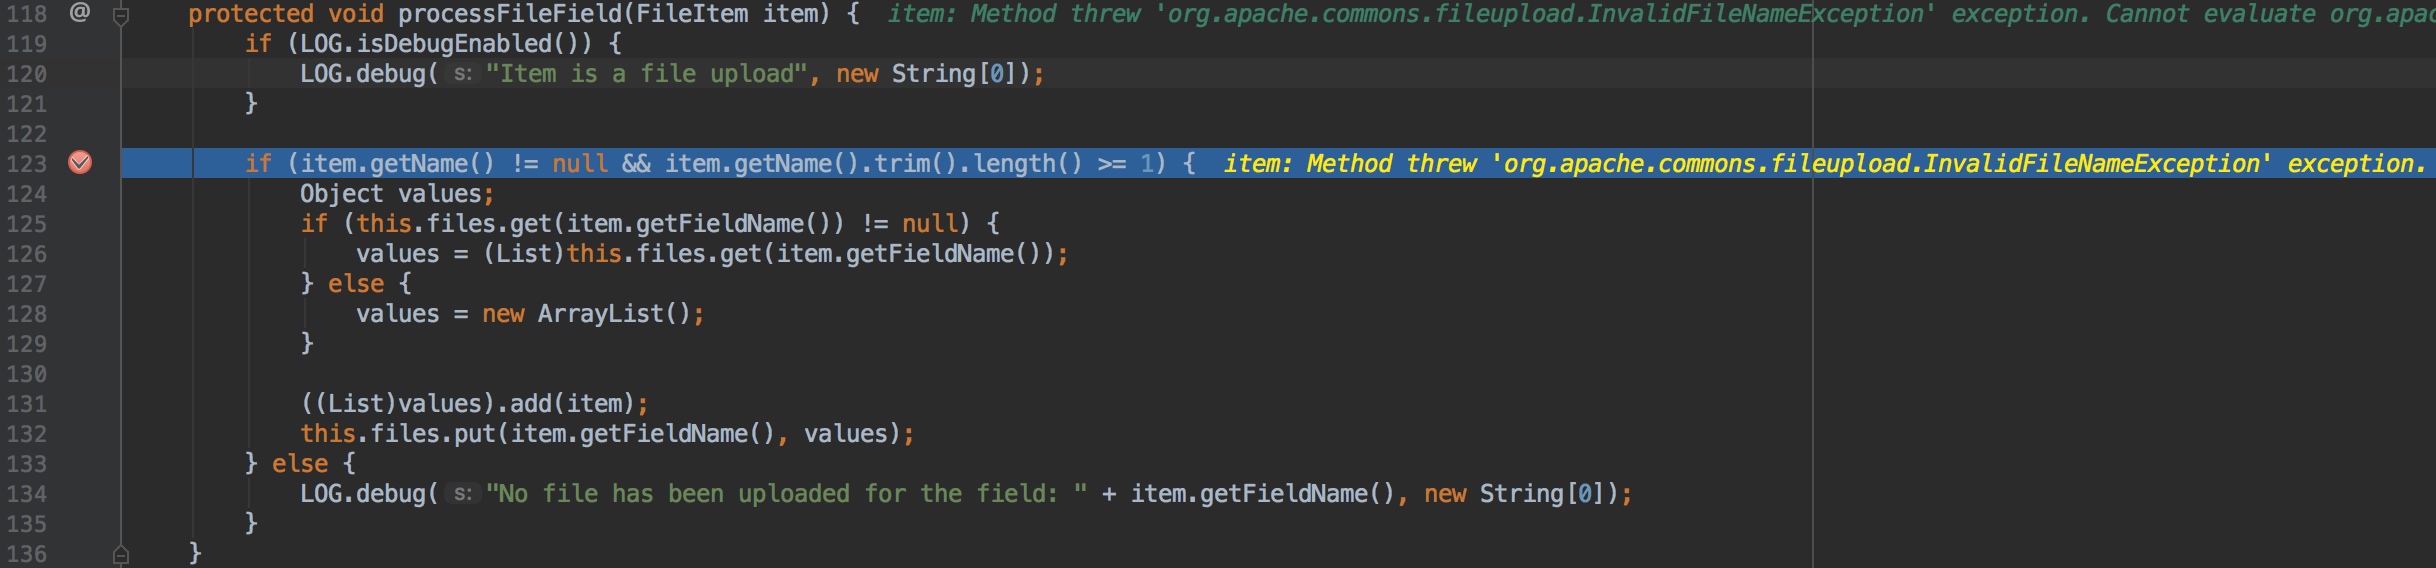 118 @ protected void processFileField(FileItem item) { item: Method threw 'org.apache.commons.fileupload.InvalidFileNameException' exception. Cannot evaluate org.apac
119 if (LOG.isDebugEnabled()) {
120 LOG.debug( s: "Item is a file upload", new String[0]);
121 }
122
123 if (item.getName() != null && item.getName().trim().length() >= 1) { item: Method threw 'org.apache.commons.fileupload.InvalidFileNameException' exception.
124 Object values;
125 if (this.files.get(item.getFieldName()) != null) {
126 values = (List)this.files.get(item.getFieldName());
127 } else {
128 values = new ArrayList();
129 }
130
131 ((List)values).add(item);
132 this.files.put(item.getFieldName(), values);
133 } else {
134 LOG.debug( s: "No file has been uploaded for the field: " + item.getFieldName(), new String[0]);
135 }
136 }